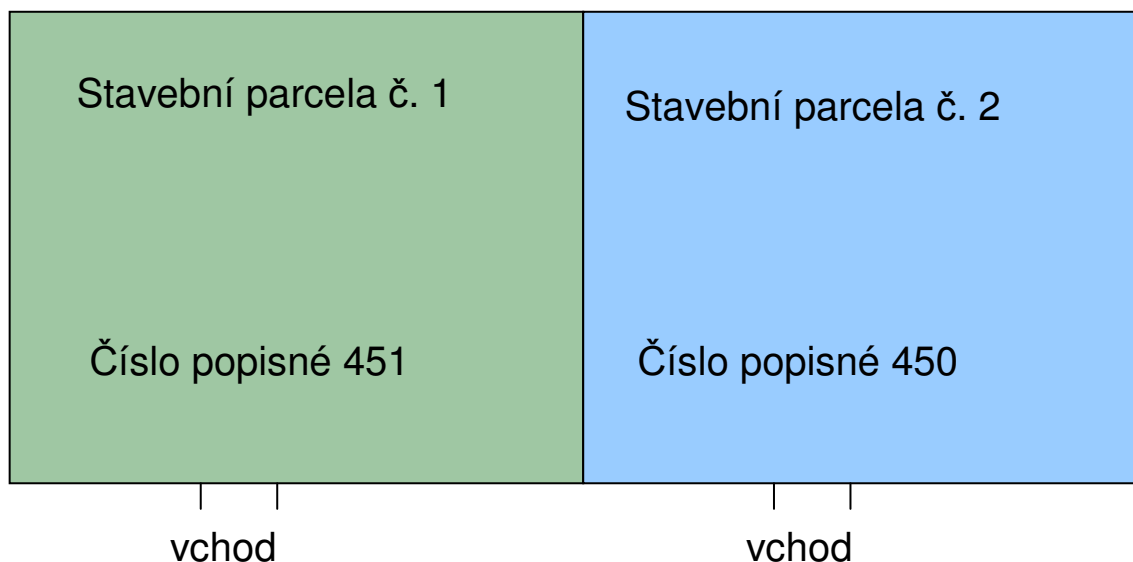 Stavební parcela č. 1
Stavební parcela č. 2
Číslo popisné 451
Číslo popisné 450
vchod
vchod